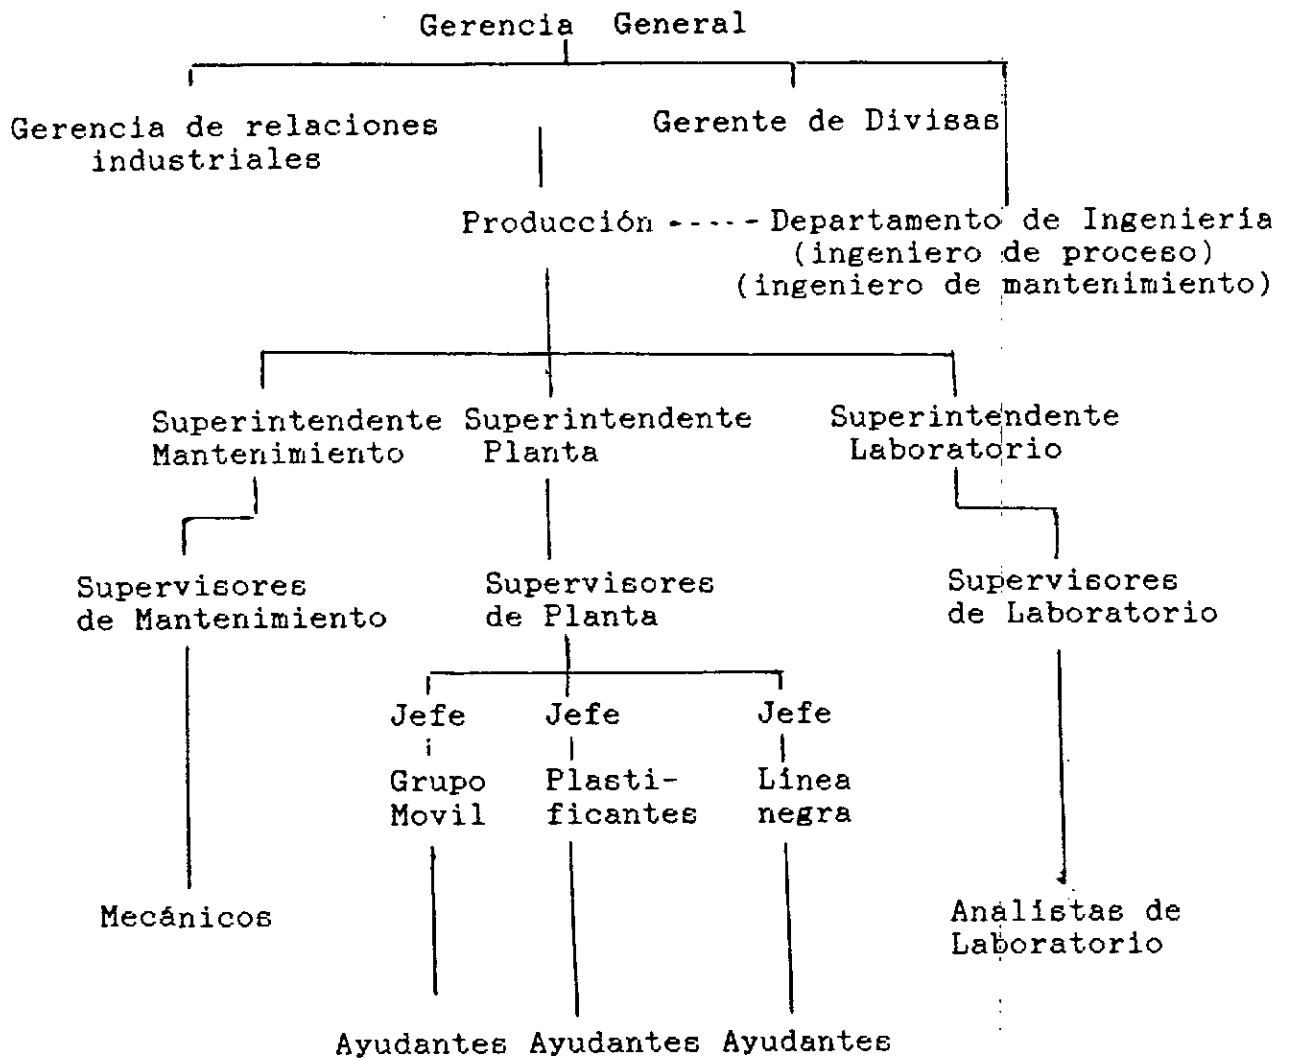 Gerencia General
Gerencia de relaciones
industriales
Gerente de Divisas
Producción ----- Departamento de Ingeniería
(ingeniero de proceso)
(ingeniero de mantenimiento)
Superintendente
Mantenimiento
Superintendente
Planta
Superintendente
Laboratorio
Supervisores
de Mantenimiento
Supervisores
de Planta
Supervisores
de Laboratorio
Jefe
Grupo
Movil
Jefe
Plasti-
ficantes
Jefe
Línea
negra
Mecánicos
Analistas de
Laboratorio
Ayudantes Ayudantes Ayudantes